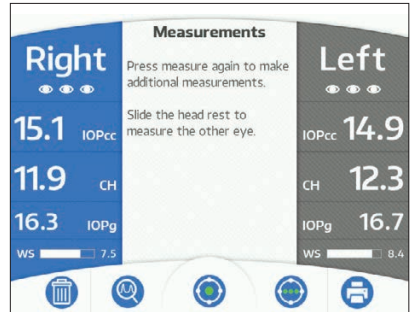 Measurements
Right
Press measure again to make
additional measurements.
Slide the head rest to
measure the other eye.
Left
15.1 IOPcc
11.9 CH
16.3 IOPg
WS 7.5
IOPcc 14.9
CH 12.3
IOPg 16.7
WS 8.4